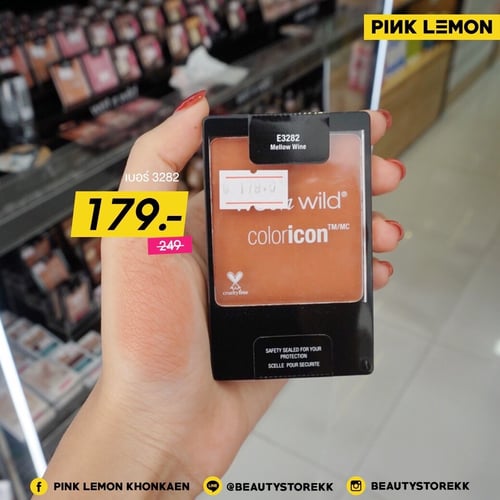 PINK LEMON
E3282
Mellow Wine
เบอร์ 3282
179.-
249
wild®
coloricon™/MC
crueltyfree
SAFETY SEALED FOR YOUR
PROTECTION
SCELLE POUR SECURITE
PINK LEMON KHONKAEN
@BEAUTYSTOREKK
BEAUTYSTOREKK